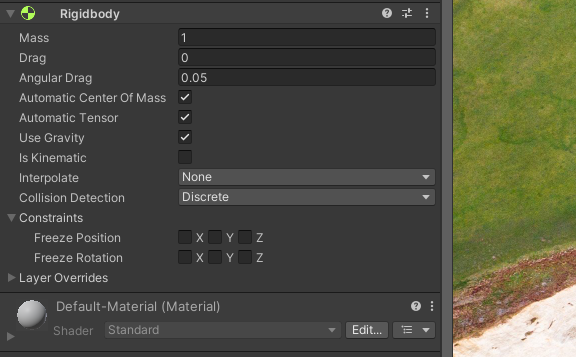 Rigidbody
Mass 1
Drag 0
Angular Drag 0.05
Automatic Center Of Mass
Automatic Tensor
Use Gravity
Is Kinematic
Interpolate None
Collision Detection Discrete
Constraints
Freeze Position X Y Z
Freeze Rotation X Y Z
Layer Overrides
Default-Material (Material)
Shader Standard Edit...